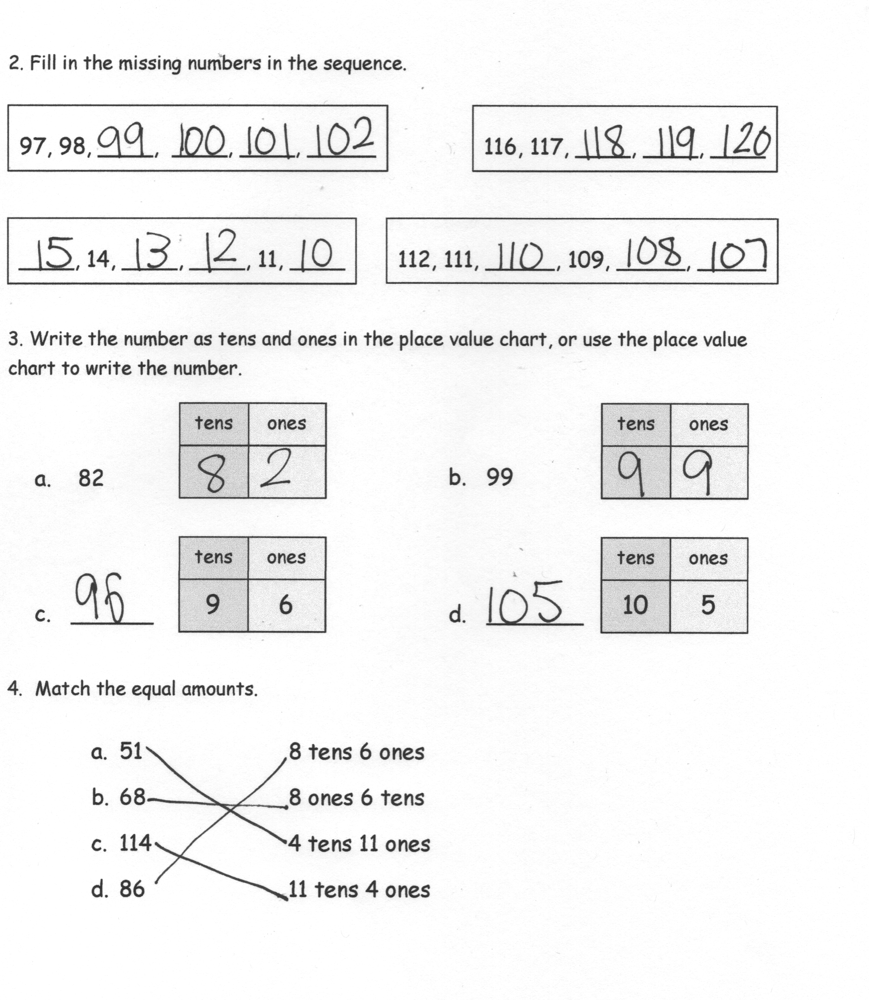 2. Fill in the missing numbers in the sequence.
97, 98, 99, 100, 101, 102
116, 117, 118, 119, 120
15, 14, 13, 12, 11, 10
112, 111, 110, 109, 108, 107
3. Write the number as tens and ones in the place value chart, or use the place value
chart to write the number.
tens ones
a. 82 8 2
tens ones
b. 99 9 9
tens ones
c. 96 9 6
tens ones
d. 105 10 5
4. Match the equal amounts.
a. 51 8 tens 6 ones
b. 68 8 ones 6 tens
c. 114 4 tens 11 ones
d. 86 11 tens 4 ones